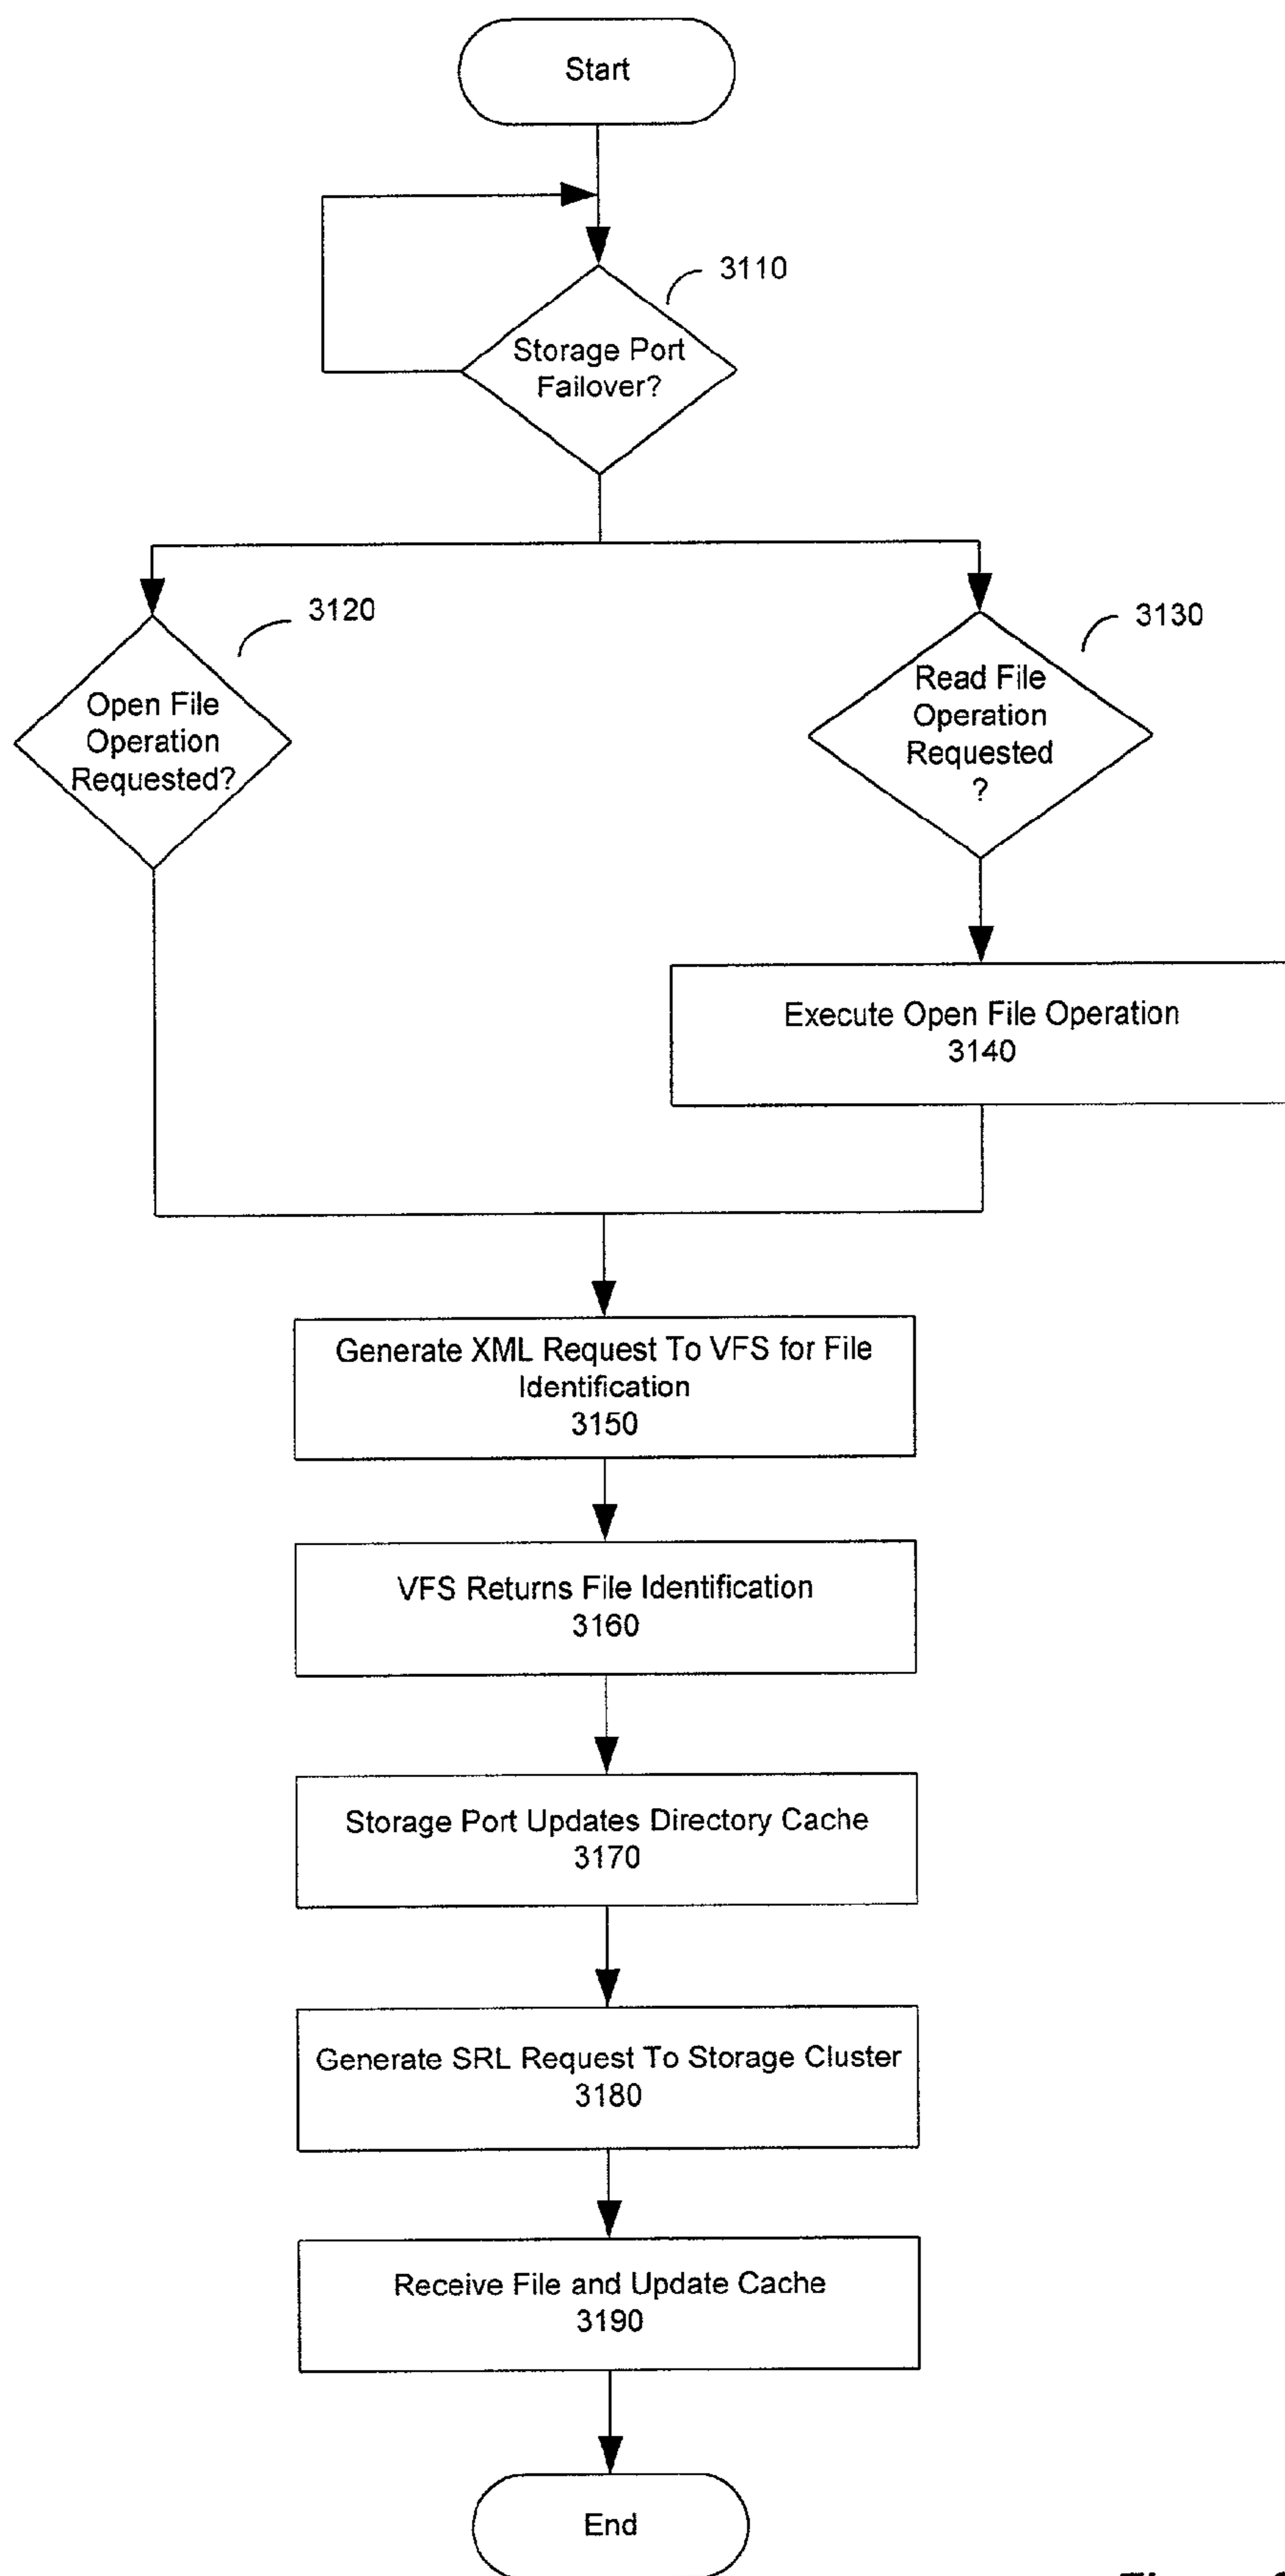 Start
3110
Storage Port
Failover?
3120
3130
Open File
Operation
Requested?
Read File
Operation
Requested
?
Execute Open File Operation
3140
Generate XML Request To VFS for File
Identification
3150
VFS Returns File Identification
3160
Storage Port Updates Directory Cache
3170
Generate SRL Request To Storage Cluster
3180
Receive File and Update Cache
3190
End